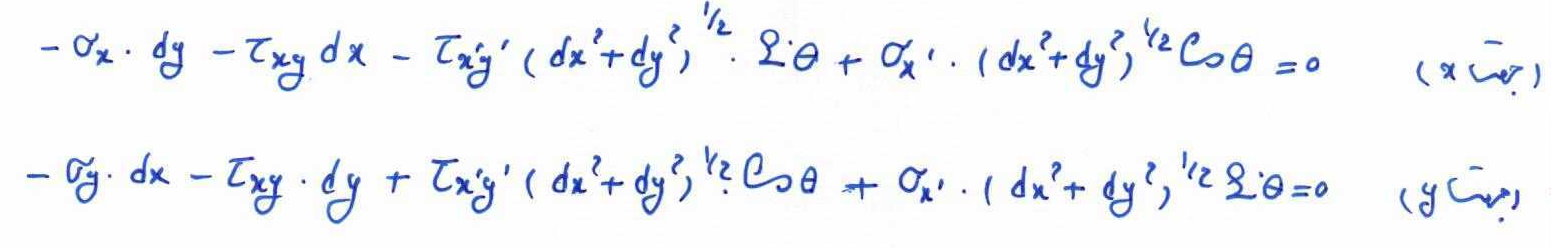 -σx · dy - τxy dx - τx'y' (dx²+dy²)^1/2 · Sinθ + σx' · (dx²+dy²)^1/2 Cosθ = 0 (x جهت)
-σy · dx - τxy · dy + τx'y' (dx²+dy²)^1/2 · Cosθ + σx' · (dx²+dy²)^1/2 Sinθ = 0 (y جهت)